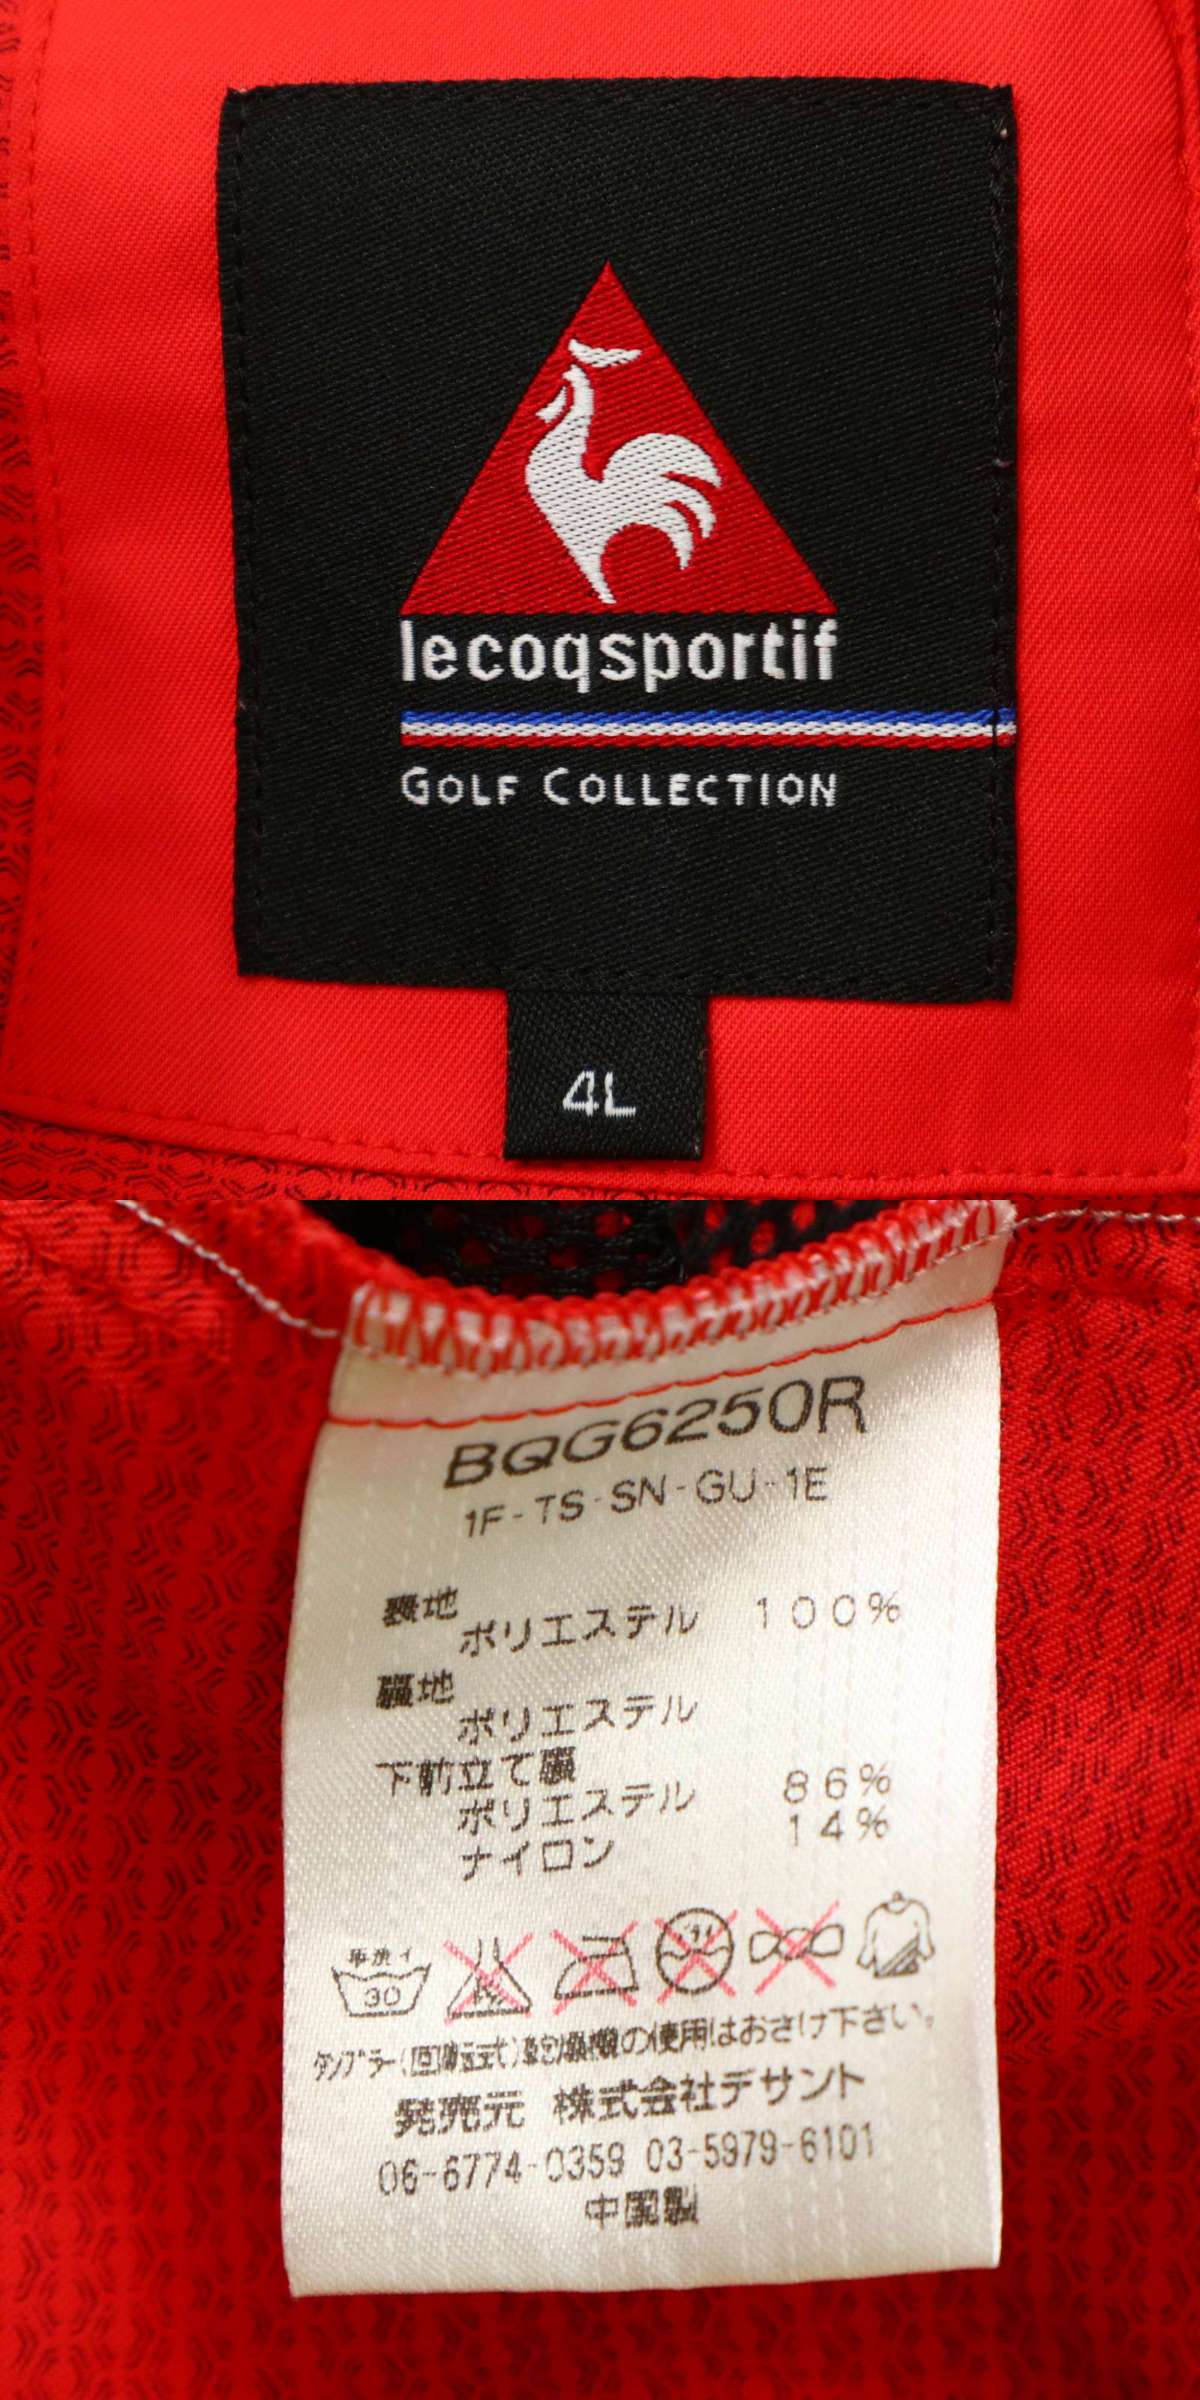 lecoqsportif
GOLF COLLECTION
4L
BQG6250R
1F-TS-SN-GU-1E
表地
ポリエステル 100%
裏地
ポリエステル
下前立て裏
ポリエステル 86%
ナイロン 14%
手洗イ
30
タンブラー(回転式)乾燥機の使用はおさけ下さい。
発売元 株式会社デサント
06-6774-0359 03-5979-6101
中国製